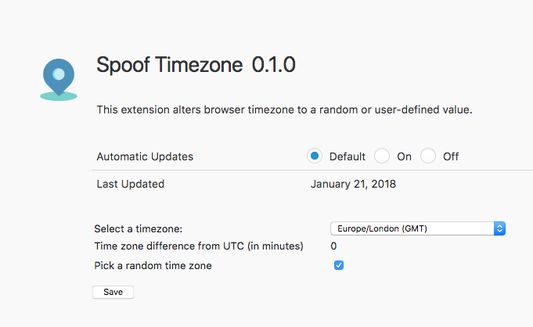 Spoof Timezone 0.1.0
This extension alters browser timezone to a random or user-defined value.
Automatic Updates Default On Off
Last Updated January 21, 2018
Select a timezone: Europe/London (GMT)
Time zone difference from UTC (in minutes) 0
Pick a random time zone
Save